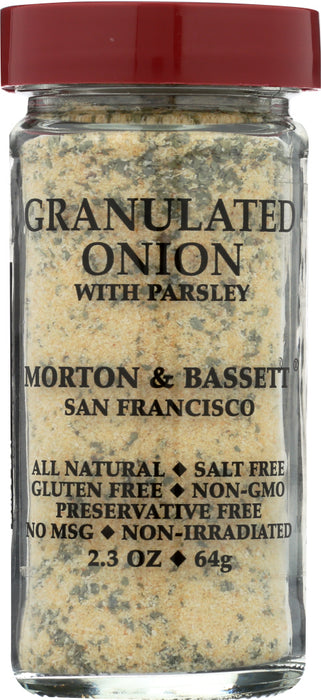 GRANULATED
ONION
WITH PARSLEY
MORTON & BASSETT®
SAN FRANCISCO
ALL NATURAL ◆ SALT FREE
GLUTEN FREE ◆ NON-GMO
PRESERVATIVE FREE
NO MSG ◆ NON-IRRADIATED
2.3 OZ ◆ 64g